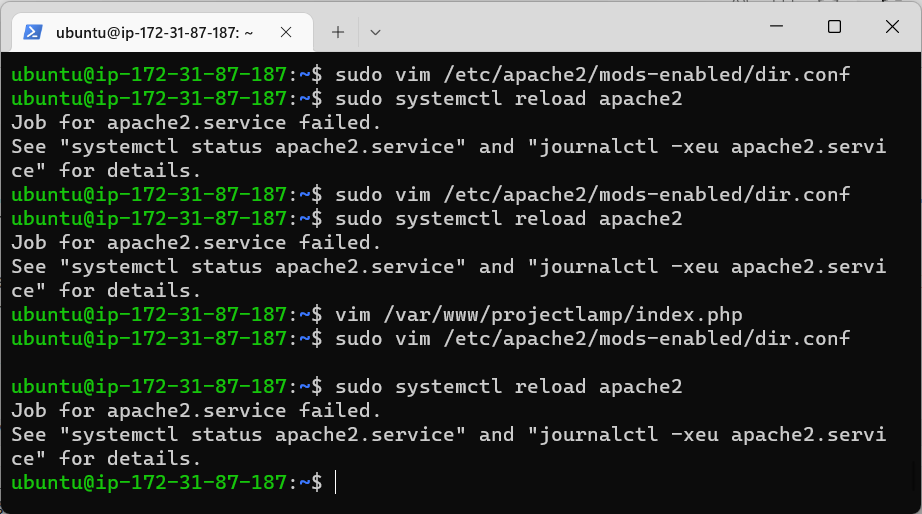 ubuntu@ip-172-31-87-187: ~
ubuntu@ip-172-31-87-187:~$ sudo vim /etc/apache2/mods-enabled/dir.conf
ubuntu@ip-172-31-87-187:~$ sudo systemctl reload apache2
Job for apache2.service failed.
See "systemctl status apache2.service" and "journalctl -xeu apache2.servi
ce" for details.
ubuntu@ip-172-31-87-187:~$ sudo vim /etc/apache2/mods-enabled/dir.conf
ubuntu@ip-172-31-87-187:~$ sudo systemctl reload apache2
Job for apache2.service failed.
See "systemctl status apache2.service" and "journalctl -xeu apache2.servi
ce" for details.
ubuntu@ip-172-31-87-187:~$ vim /var/www/projectlamp/index.php
ubuntu@ip-172-31-87-187:~$ sudo vim /etc/apache2/mods-enabled/dir.conf
ubuntu@ip-172-31-87-187:~$ sudo systemctl reload apache2
Job for apache2.service failed.
See "systemctl status apache2.service" and "journalctl -xeu apache2.servi
ce" for details.
ubuntu@ip-172-31-87-187:~$